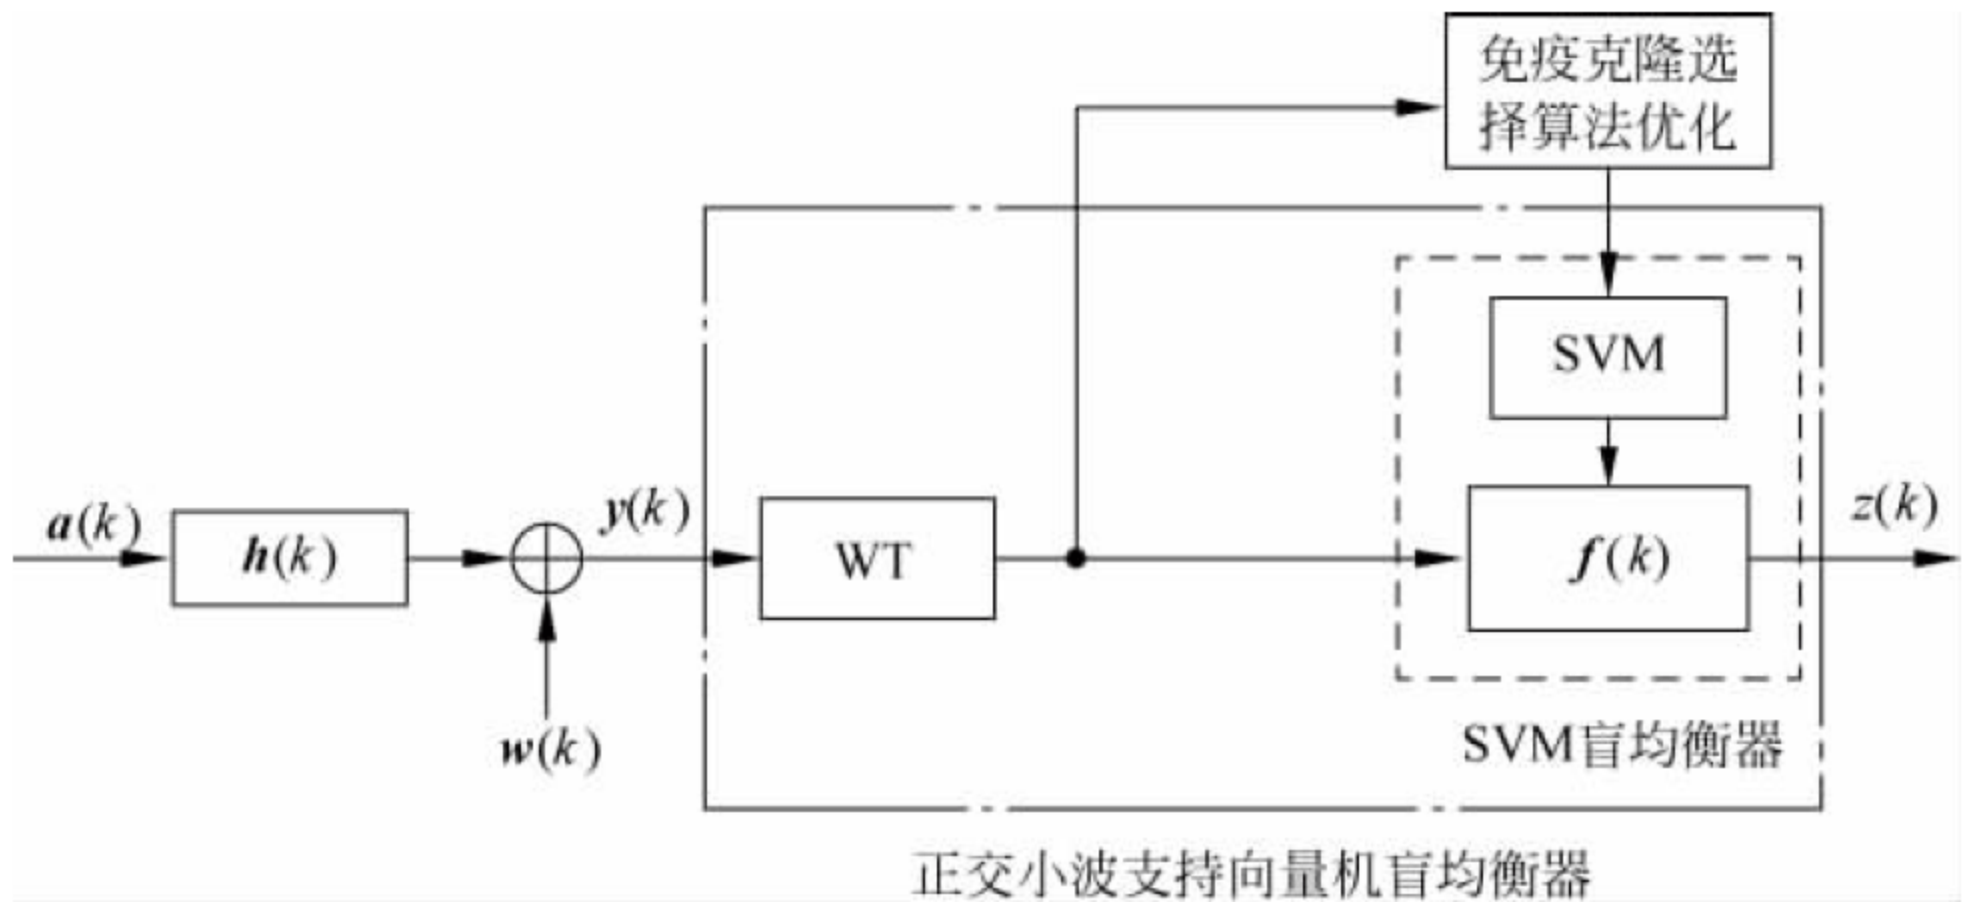 免疫克隆选
择算法优化
SVM
a(k)
h(k)
y(k)
WT
f(k)
z(k)
w(k)
SVM盲均衡器
正交小波支持向量机盲均衡器